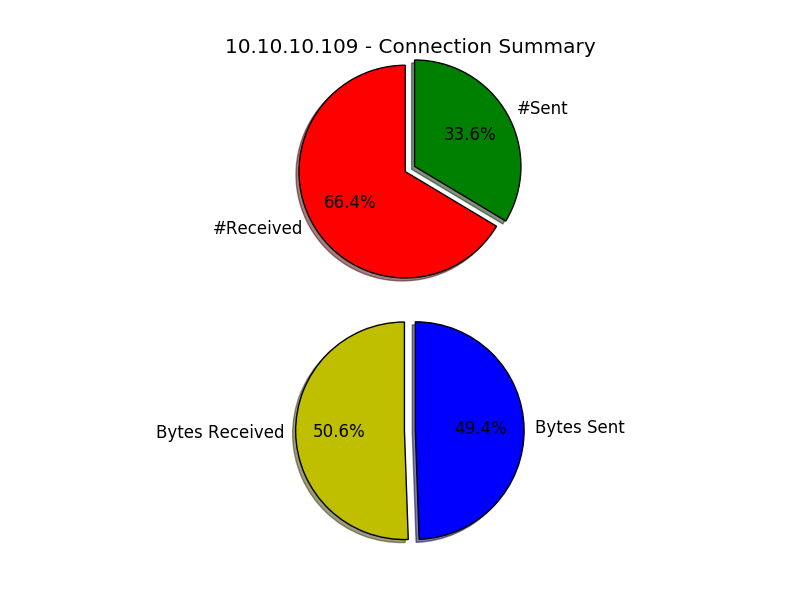 10.10.10.109 - Connection Summary
#Sent
33.6%
66.4%
#Received
Bytes Received
50.6%
49.4%
Bytes Sent